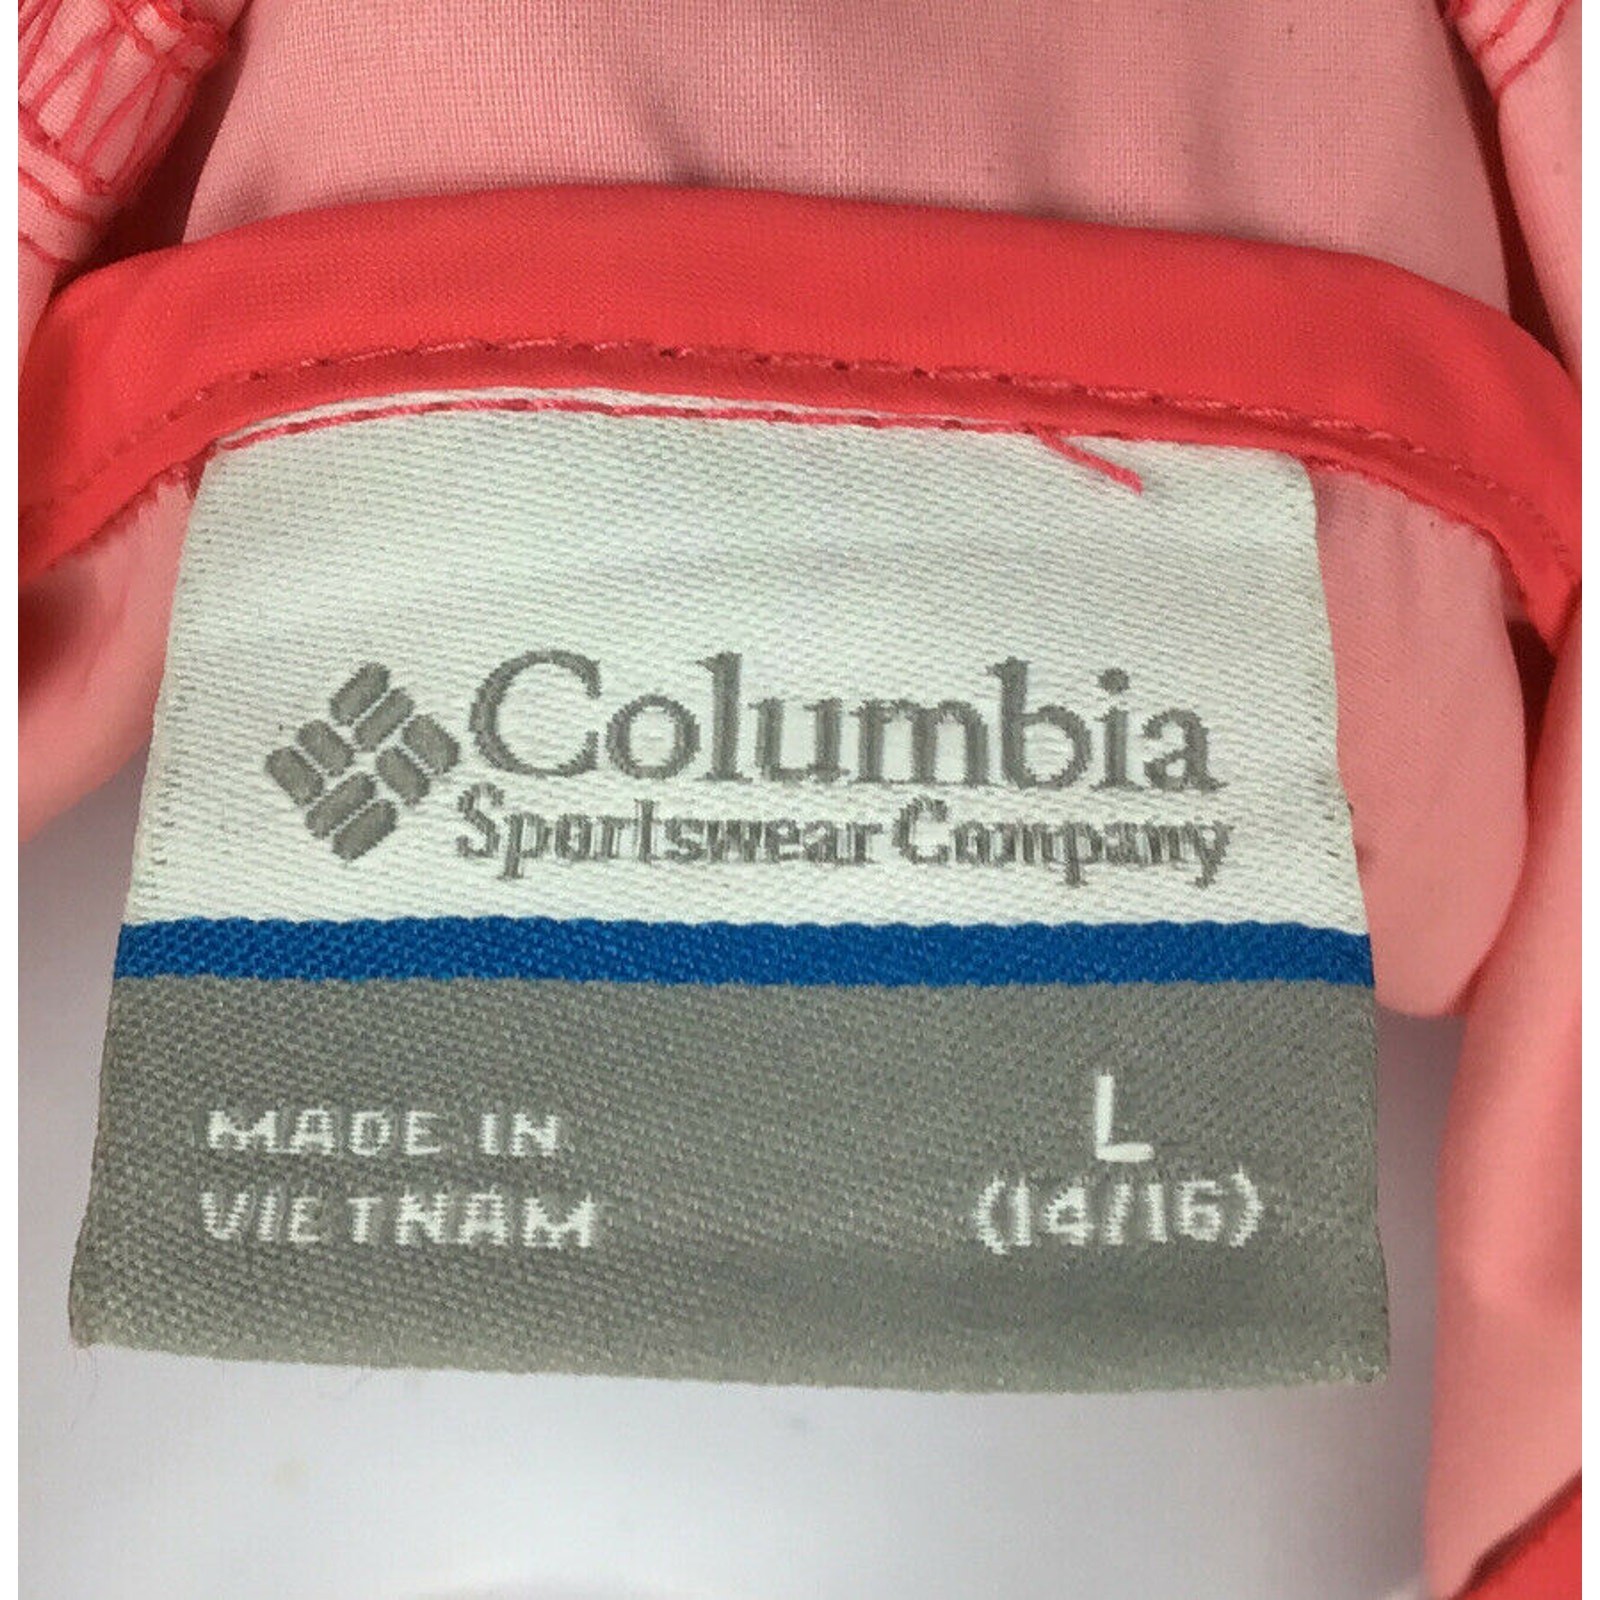 Columbia
Sportswear Company
MADE IN
VIETNAM
L
(14/16)